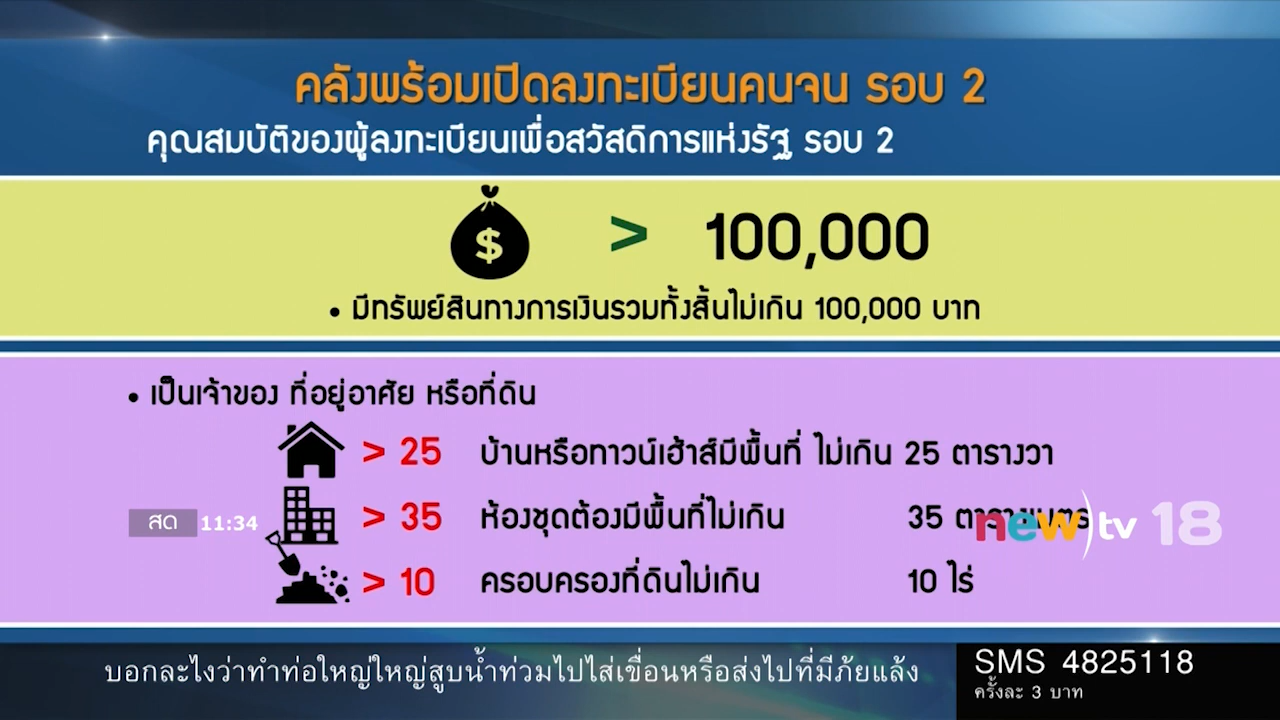 คลังพร้อมเปิดลงทะเบียนคนจน รอบ 2
คุณสมบัติของผู้ลงทะเบียนเพื่อสวัสดิการแห่งรัฐ รอบ 2
$ > 100,000
• มีทรัพย์สินทางการเงินรวมทั้งสิ้นไม่เกิน 100,000 บาท
• เป็นเจ้าของ ที่อยู่อาศัย หรือที่ดิน
> 25 บ้านหรือทาวน์เฮ้าส์มีพื้นที่ ไม่เกิน 25 ตารางวา
สด 11:34
> 35 ห้องชุดต้องมีพื้นที่ไม่เกิน 35 ตารางเมตร
new)tv 18
> 10 ครอบครองที่ดินไม่เกิน 10 ไร่
บอกละไงว่าทำท่อใหญ่ใหญ่สูบน้ำท่วมไปไส่เขื่อนหรือส่งไปที่มีภัยแล้ง
SMS 4825118
ครั้งละ 3 บาท